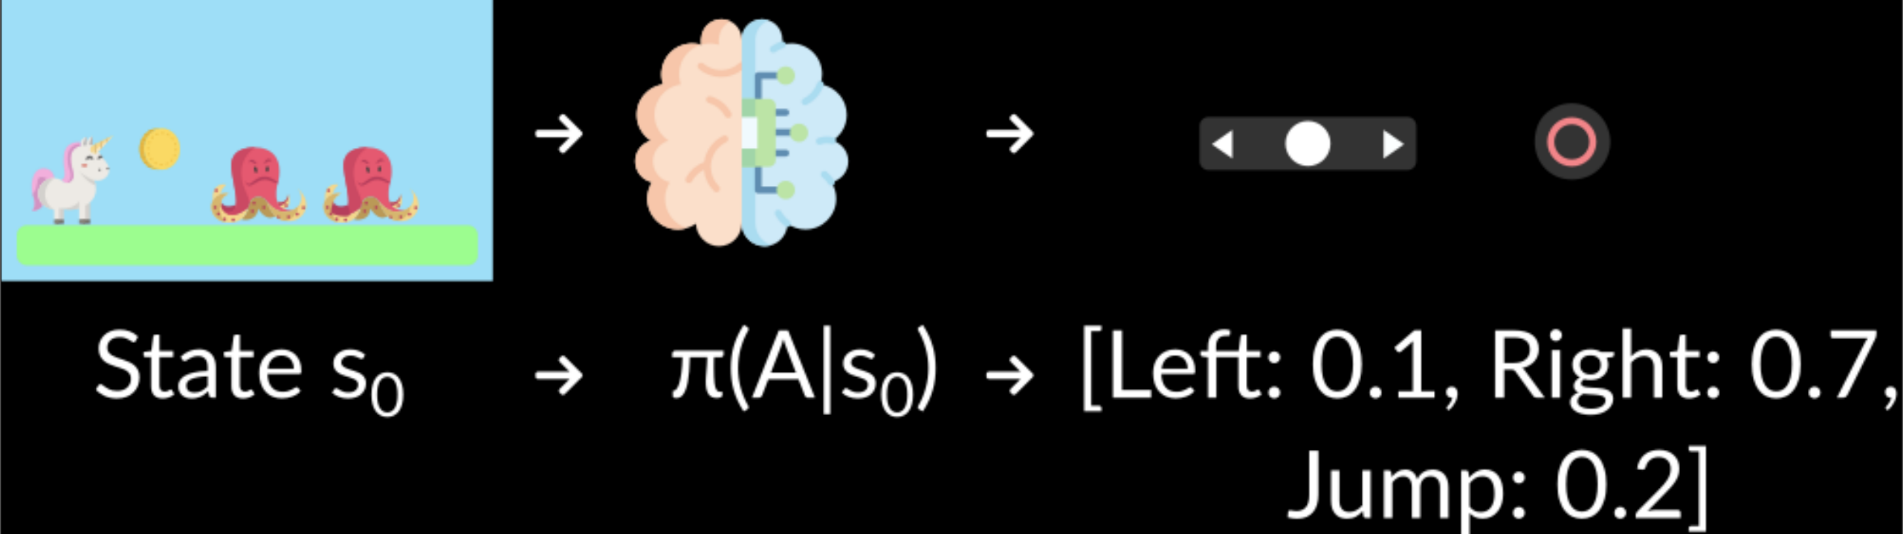 State s₀ → π(A|s₀) → [Left: 0.1, Right: 0.7,
Jump: 0.2]